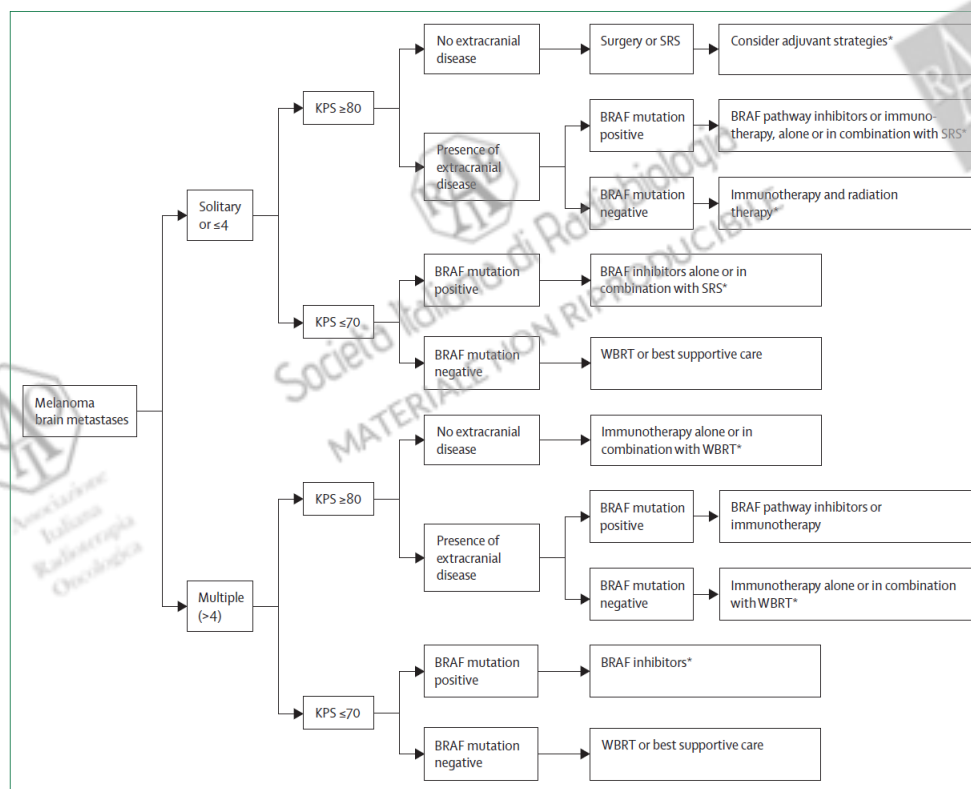 No extracranial
disease
Surgery or SRS
Consider adjuvant strategies*
KPS ≥80
BRAF mutation
positive
BRAF pathway inhibitors or immuno-
therapy, alone or in combination with SRS*
Presence of
extracranial
disease
BRAF mutation
negative
Immunotherapy and radiation
therapy*
Solitary
or ≤4
BRAF mutation
positive
BRAF inhibitors alone or in
combination with SRS*
KPS ≤70
BRAF mutation
negative
WBRT or best supportive care
Melanoma
brain metastases
No extracranial
disease
Immunotherapy alone or in
combination with WBRT*
KPS ≥80
BRAF mutation
positive
BRAF pathway inhibitors or
immunotherapy
Presence of
extracranial
disease
BRAF mutation
negative
Immunotherapy alone or in combination
with WBRT*
Multiple
(>4)
BRAF mutation
positive
BRAF inhibitors*
KPS ≤70
BRAF mutation
negative
WBRT or best supportive care
Società Italiana di Radiobiologia
MATERIALE NON RIPRODUCIBILE
Associazione
Italiana
Radioterapia
Oncologica